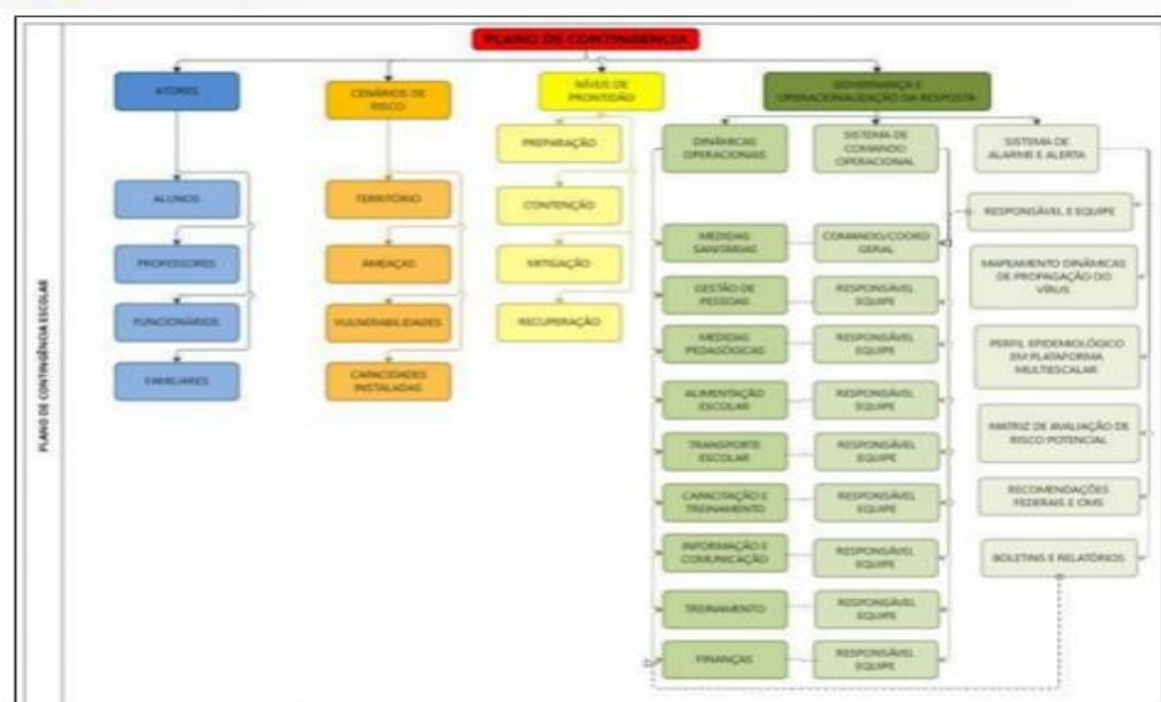 PLANO DE CONTINGÊNCIA
ATORES
CENÁRIOS DE
RISCO
NÍVEIS DE
PRONTIDÃO
GOVERNANÇA E
OPERACIONALIZAÇÃO DA RESPOSTA
PLANO DE CONTINGÊNCIA ESCOLAR
ALUNOS
PROFESSORES
FUNCIONÁRIOS
FAMILIARES
TERRITÓRIO
AMEAÇAS
VULNERABILIDADES
CAPACIDADES
INSTALADAS
PREPARAÇÃO
CONTENÇÃO
MITIGAÇÃO
RECUPERAÇÃO
DINÂMICAS
OPERACIONAIS
MEDIDAS
SANITÁRIAS
GESTÃO DE
PESSOAS
MEDIDAS
PEDAGÓGICAS
ALIMENTAÇÃO
ESCOLAR
TRANSPORTE
ESCOLAR
CAPACITAÇÃO E
TREINAMENTO
INFORMAÇÃO E
COMUNICAÇÃO
TREINAMENTO
FINANÇAS
SISTEMA DE
COMANDO
OPERACIONAL
COMANDO/COORD
GERAL
RESPONSÁVEL
EQUIPE
RESPONSÁVEL
EQUIPE
RESPONSÁVEL
EQUIPE
RESPONSÁVEL
EQUIPE
RESPONSÁVEL
EQUIPE
RESPONSÁVEL
EQUIPE
RESPONSÁVEL
EQUIPE
RESPONSÁVEL
EQUIPE
SISTEMA DE
ALARME E ALERTA
RESPONSÁVEL E EQUIPE
MAPEAMENTO DINÂMICAS
DE PROPAGAÇÃO DO
VÍRUS
PERFIL EPIDEMIOLÓGICO
EM PLATAFORMA
MULTIESCALAR
MATRIZ DE AVALIAÇÃO DE
RISCO POTENCIAL
RECOMENDAÇÕES
FEDERAIS E OMS
BOLETINS E RELATÓRIOS